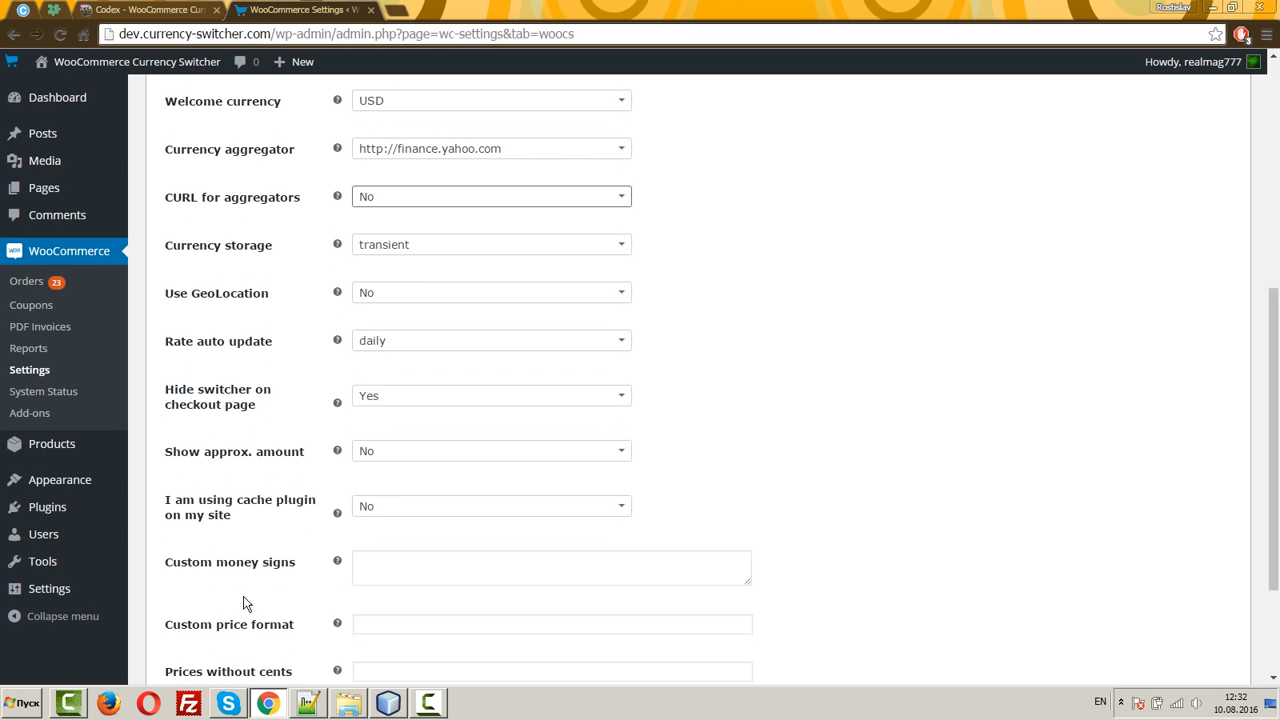 Codex - WooCommerce Cur
WooCommerce Settings ‹ W
Rostislav
dev.currency-switcher.com/wp-admin/admin.php?page=wc-settings&tab=woocs
3
WooCommerce Currency Switcher
0
New
Howdy, realmag777
Dashboard
Posts
Media
Pages
Comments
WooCommerce
Orders 23
Coupons
PDF Invoices
Reports
Settings
System Status
Add-ons
Products
Appearance
Plugins
Users
Tools
Settings
Collapse menu
Welcome currency
USD
Currency aggregator
http://finance.yahoo.com
CURL for aggregators
No
Currency storage
transient
Use GeoLocation
No
Rate auto update
daily
Hide switcher on
checkout page
Yes
Show approx. amount
No
I am using cache plugin
on my site
No
Custom money signs
Custom price format
Prices without cents
Пуск
EN
12:32
10.08.2016